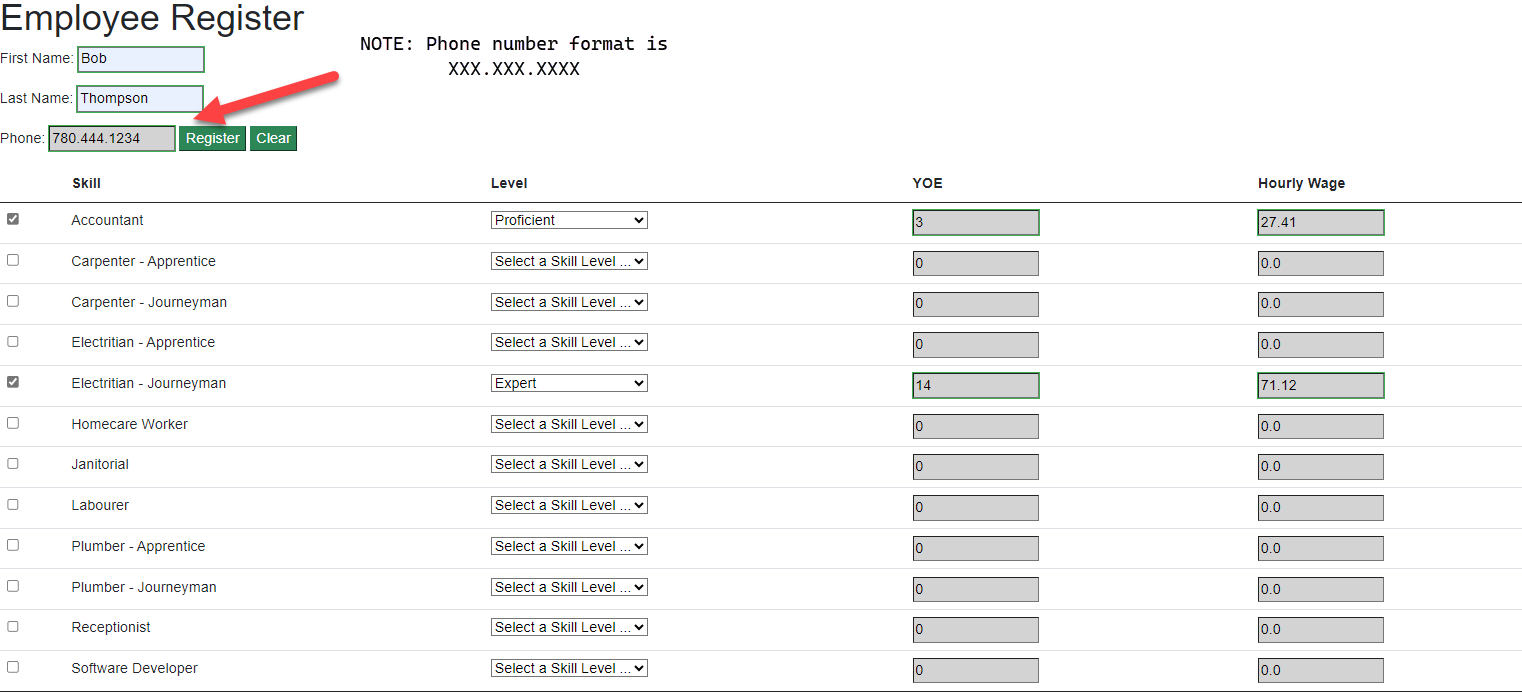 Employee Register
NOTE: Phone number format is
XXX.XXX.XXXX
First Name: Bob
Last Name: Thompson
Phone: 780.444.1234 Register Clear
Skill Level YOE Hourly Wage
Accountant Proficient 3 27.41
Carpenter - Apprentice Select a Skill Level ... 0 0.0
Carpenter - Journeyman Select a Skill Level ... 0 0.0
Electritian - Apprentice Select a Skill Level ... 0 0.0
Electritian - Journeyman Expert 14 71.12
Homecare Worker Select a Skill Level ... 0 0.0
Janitorial Select a Skill Level ... 0 0.0
Labourer Select a Skill Level ... 0 0.0
Plumber - Apprentice Select a Skill Level ... 0 0.0
Plumber - Journeyman Select a Skill Level ... 0 0.0
Receptionist Select a Skill Level ... 0 0.0
Software Developer Select a Skill Level ... 0 0.0